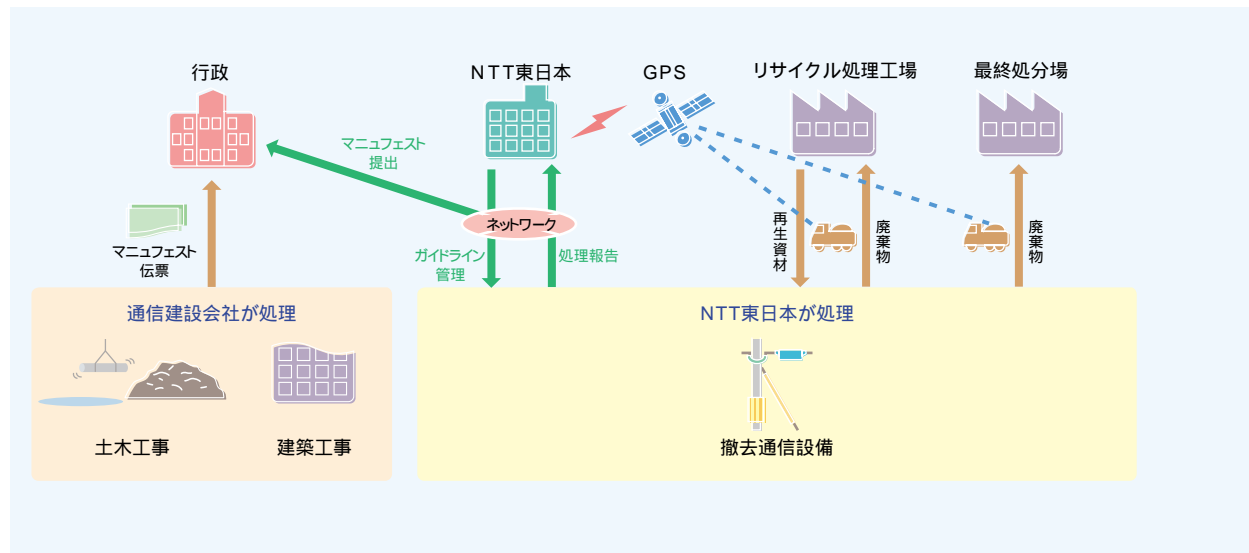 行政
NTT東日本
GPS
リサイクル処理工場
最終処分場
マニュフェスト
提出
ネットワーク
マニュフェスト
伝票
ガイドライン
管理
処理報告
再生資材
廃棄物
廃棄物
通信建設会社が処理
NTT東日本が処理
土木工事
建築工事
撤去通信設備